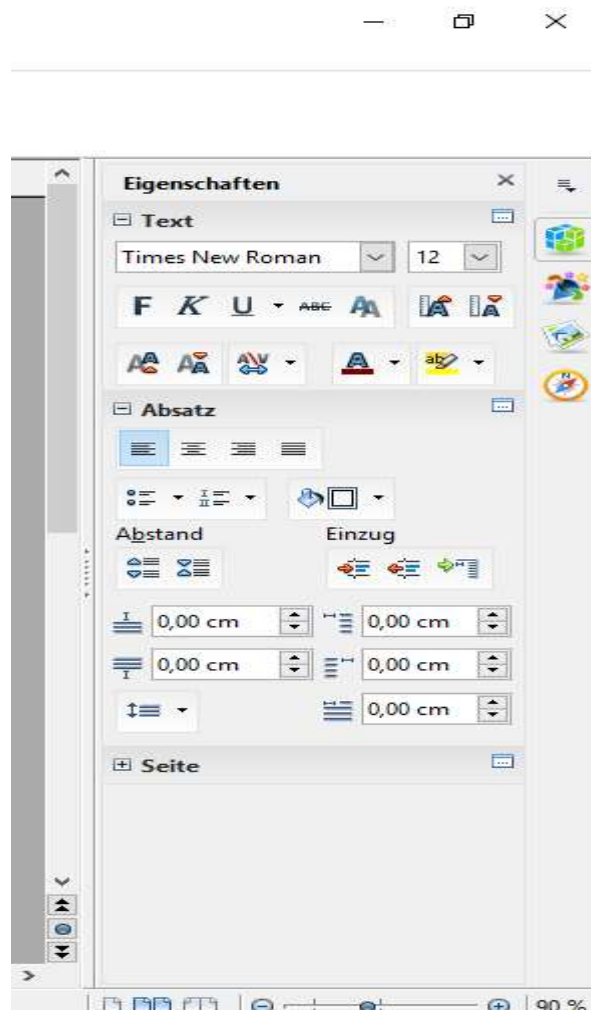 Eigenschaften
Text
Times New Roman 12
F K U ABC
Absatz
Abstand Einzug
0,00 cm 0,00 cm
0,00 cm 0,00 cm
0,00 cm
Seite
90 %